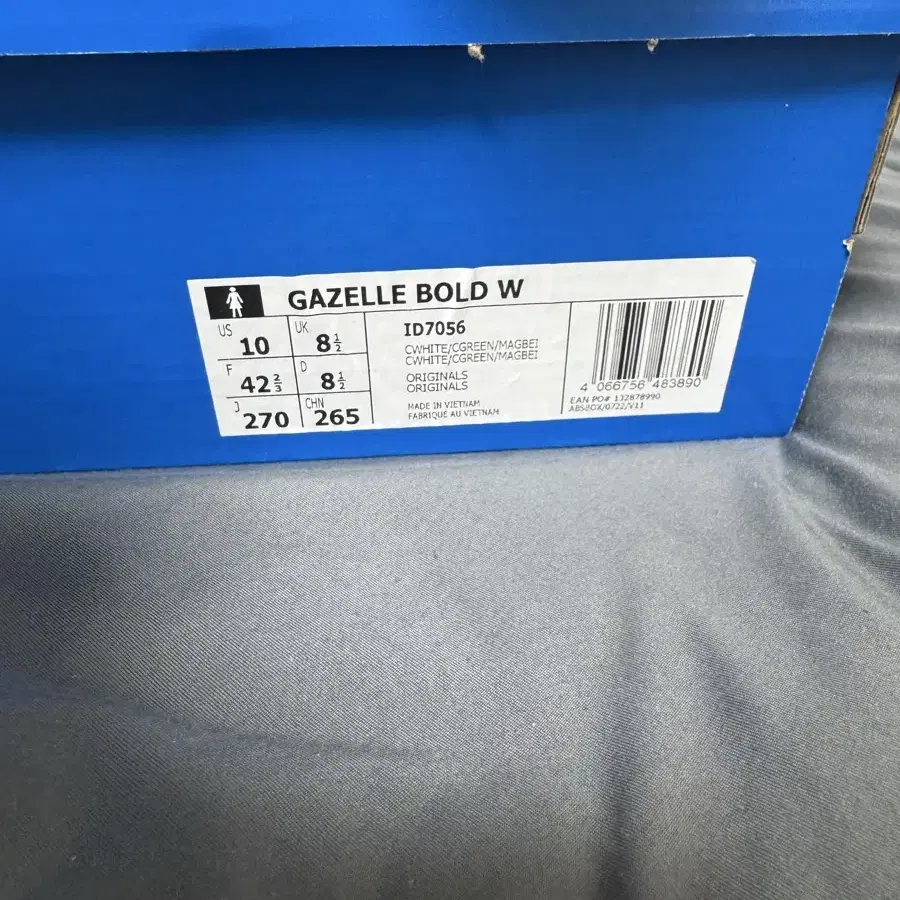 GAZELLE BOLD W
US 10 UK 8½
F 42⅔ D 8½
J 270 CHN 265
ID7056
CWHITE/CGREEN/MAGBEI
CWHITE/CGREEN/MAGBEI
ORIGINALS
ORIGINALS
MADE IN VIETNAM
FABRIQUE AU VIETNAM
4 066756 483890
EAN PO# 132878990
ABSBOX/0722/V11